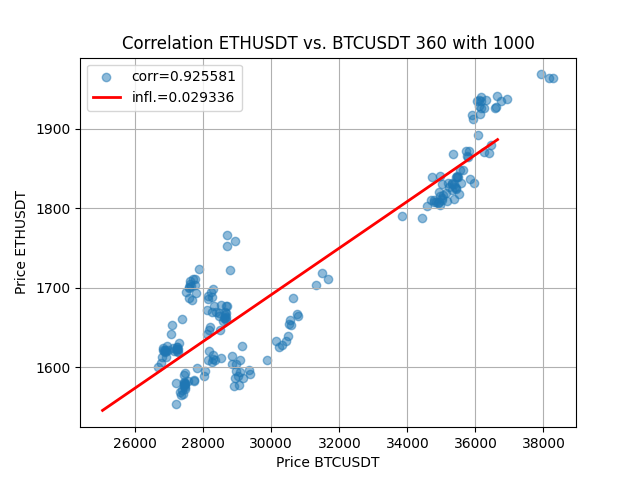 Correlation ETHUSDT vs. BTCUSDT 360 with 1000
corr=0.925581
infl.=0.029336
Price ETHUSDT
1900
1800
1700
1600
26000 28000 30000 32000 34000 36000 38000
Price BTCUSDT